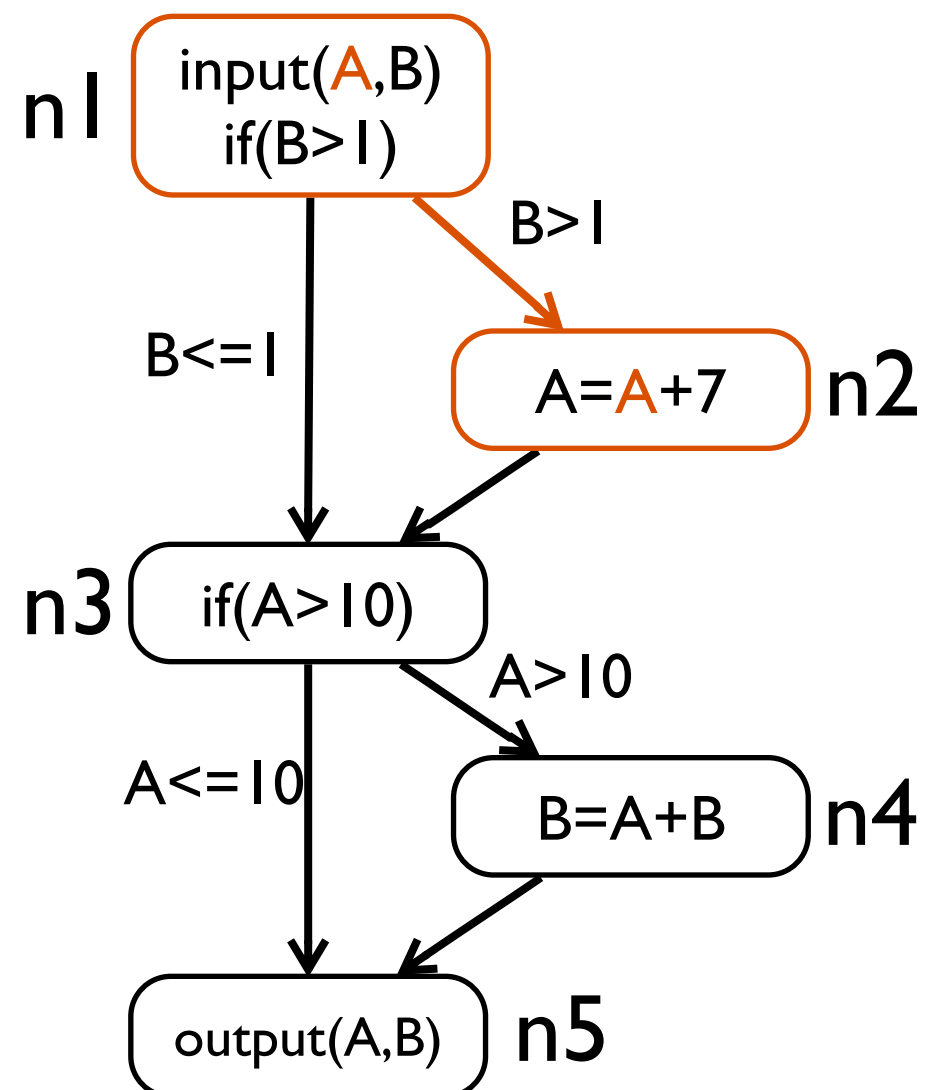 n1
input(A,B)
if(B>1)
B>1
B<=1
A=A+7
n2
n3
if(A>10)
A>10
A<=10
B=A+B
n4
output(A,B)
n5